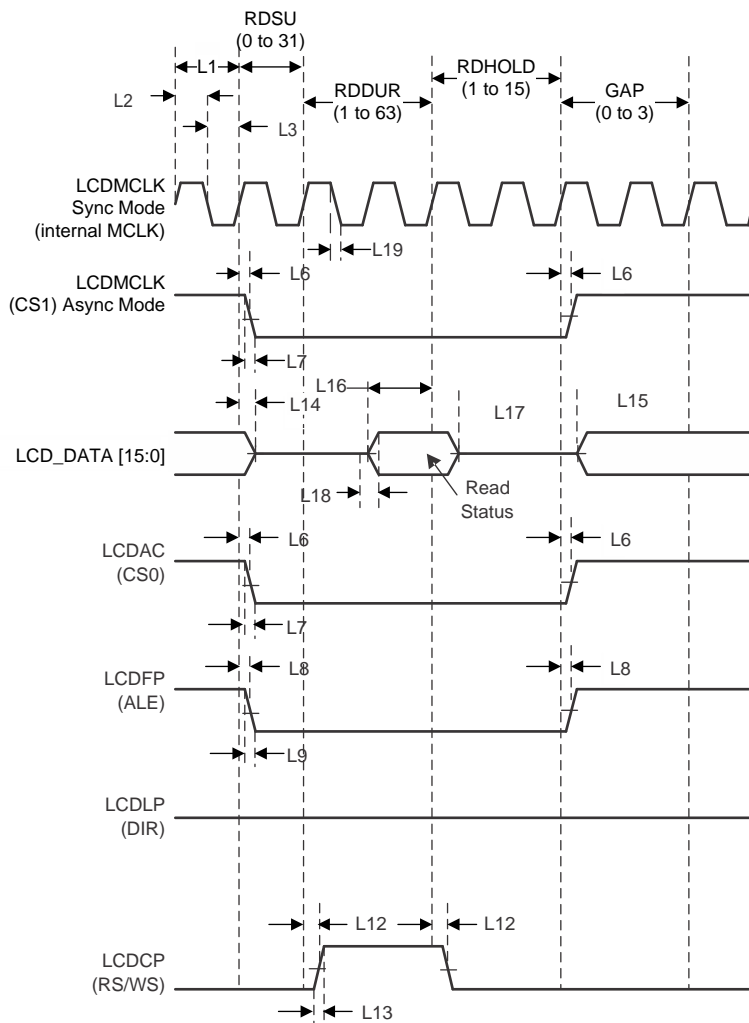 RDSU
(0 to 31)
L1
RDHOLD
(1 to 15)
RDDUR
(1 to 63)
GAP
(0 to 3)
L2
L3
LCDMCLK
Sync Mode
(internal MCLK)
L19
LCDMCLK
(CS1) Async Mode
L6
L6
L7
L16
L14
L17
L15
LCD_DATA [15:0]
L18
Read
Status
LCDAC
(CS0)
L6
L6
L7
LCDFP
(ALE)
L8
L8
L9
LCDLP
(DIR)
L12
L12
LCDCP
(RS/WS)
L13